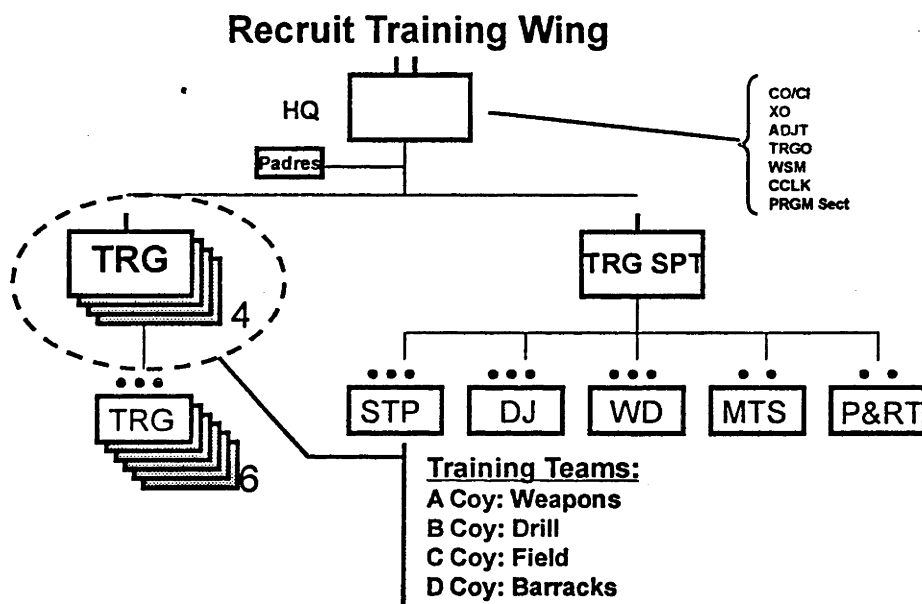 Recruit Training Wing
HQ
CO/CI
XO
ADJT
TRGO
WSM
CCLK
PRGM Sect
Padres
TRG
4
TRG SPT
TRG
6
STP
DJ
WD
MTS
P&RT
Training Teams:
A Coy: Weapons
B Coy: Drill
C Coy: Field
D Coy: Barracks